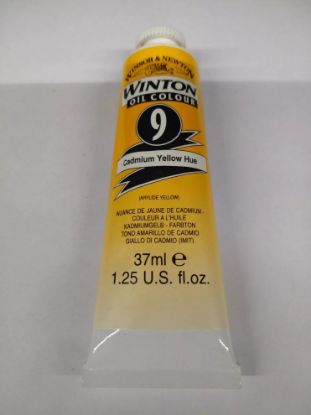 WINSOR & NEWTON
WINTON
OIL COLOUR
9
Cadmium Yellow Hue
(ARYLIDE YELLOW)
NUANCE DE JAUNE DE CADMIUM -
COULEUR A L'HUILE
KADMIUMGELB - FARBTON
TONO AMARILLO DE CADMIO
GIALLO DI CADMIO (IMIT)
37ml ℮
1.25 U.S. fl.oz.